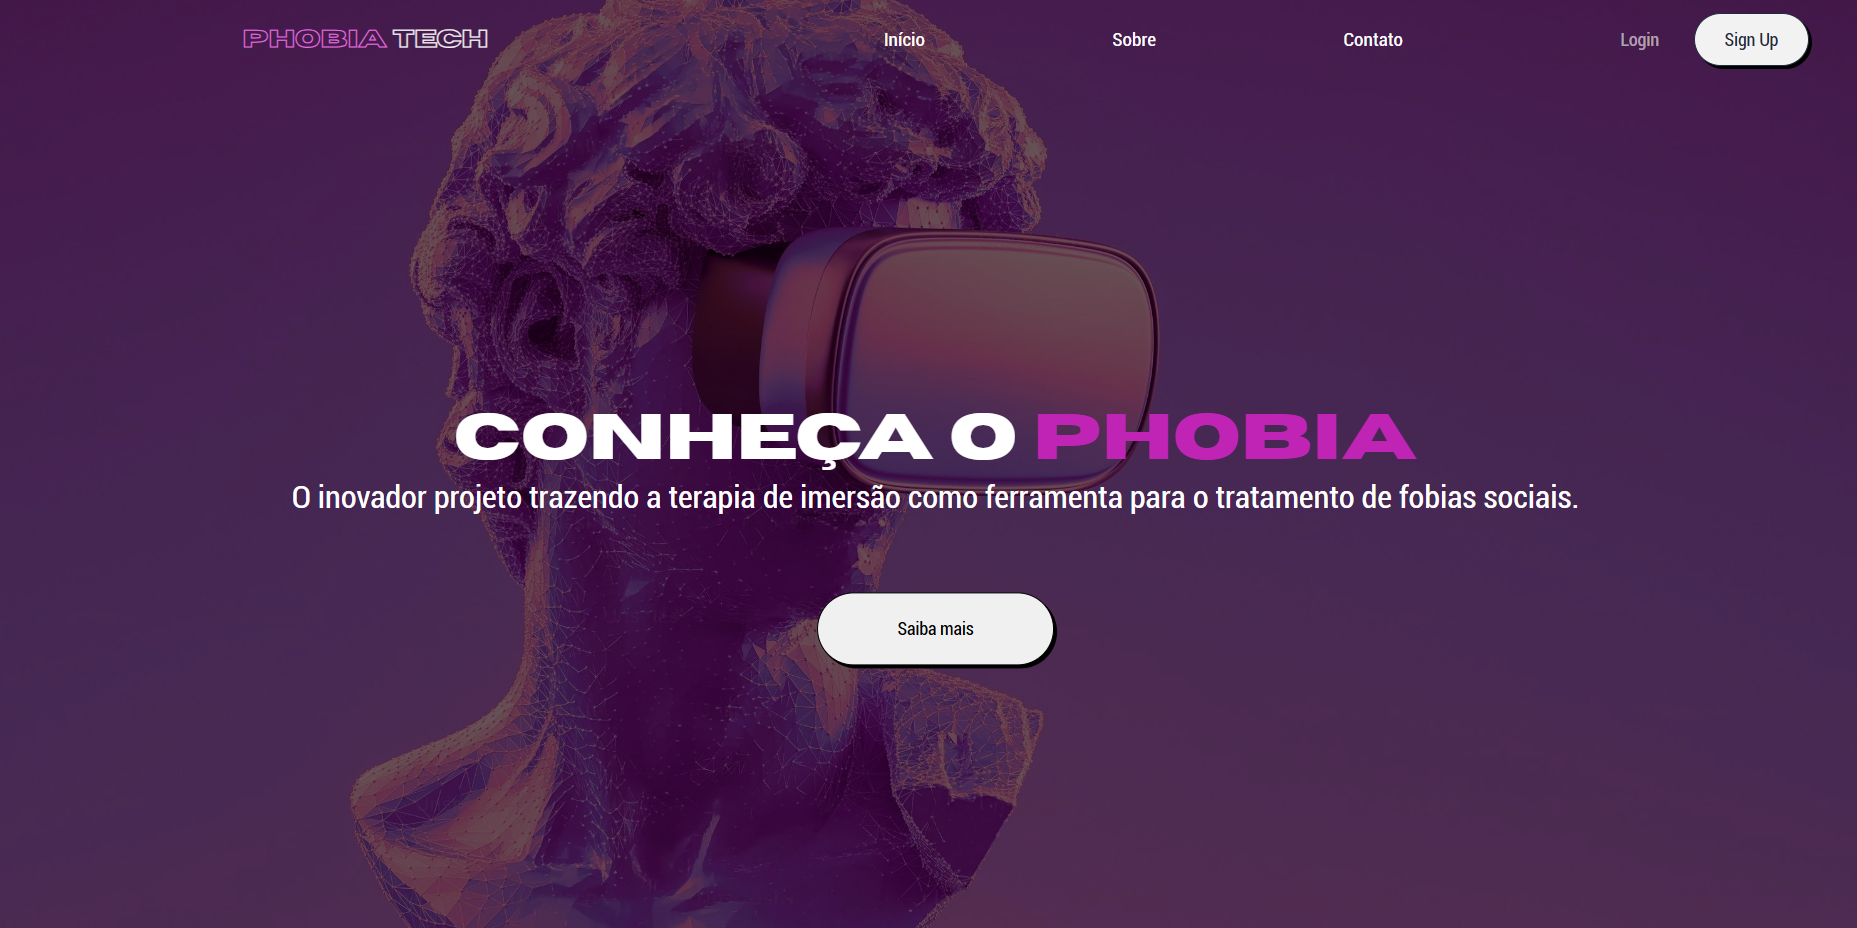 PHOBIA TECH
Início
Sobre
Contato
Login
Sign Up
CONHEÇA O PHOBIA
O inovador projeto trazendo a terapia de imersão como ferramenta para o tratamento de fobias sociais.
Saiba mais